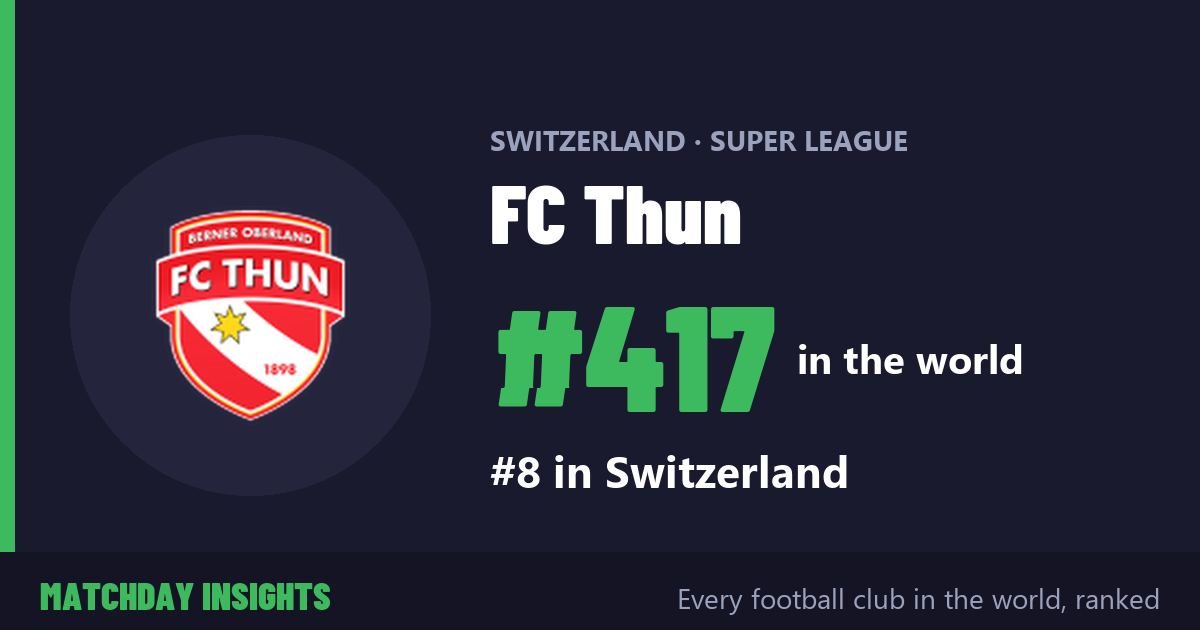 SWITZERLAND · SUPER LEAGUE
FC Thun
BERNER OBERLAND
FC THUN
1898
#417 in the world
#8 in Switzerland
MATCHDAY INSIGHTS
Every football club in the world, ranked